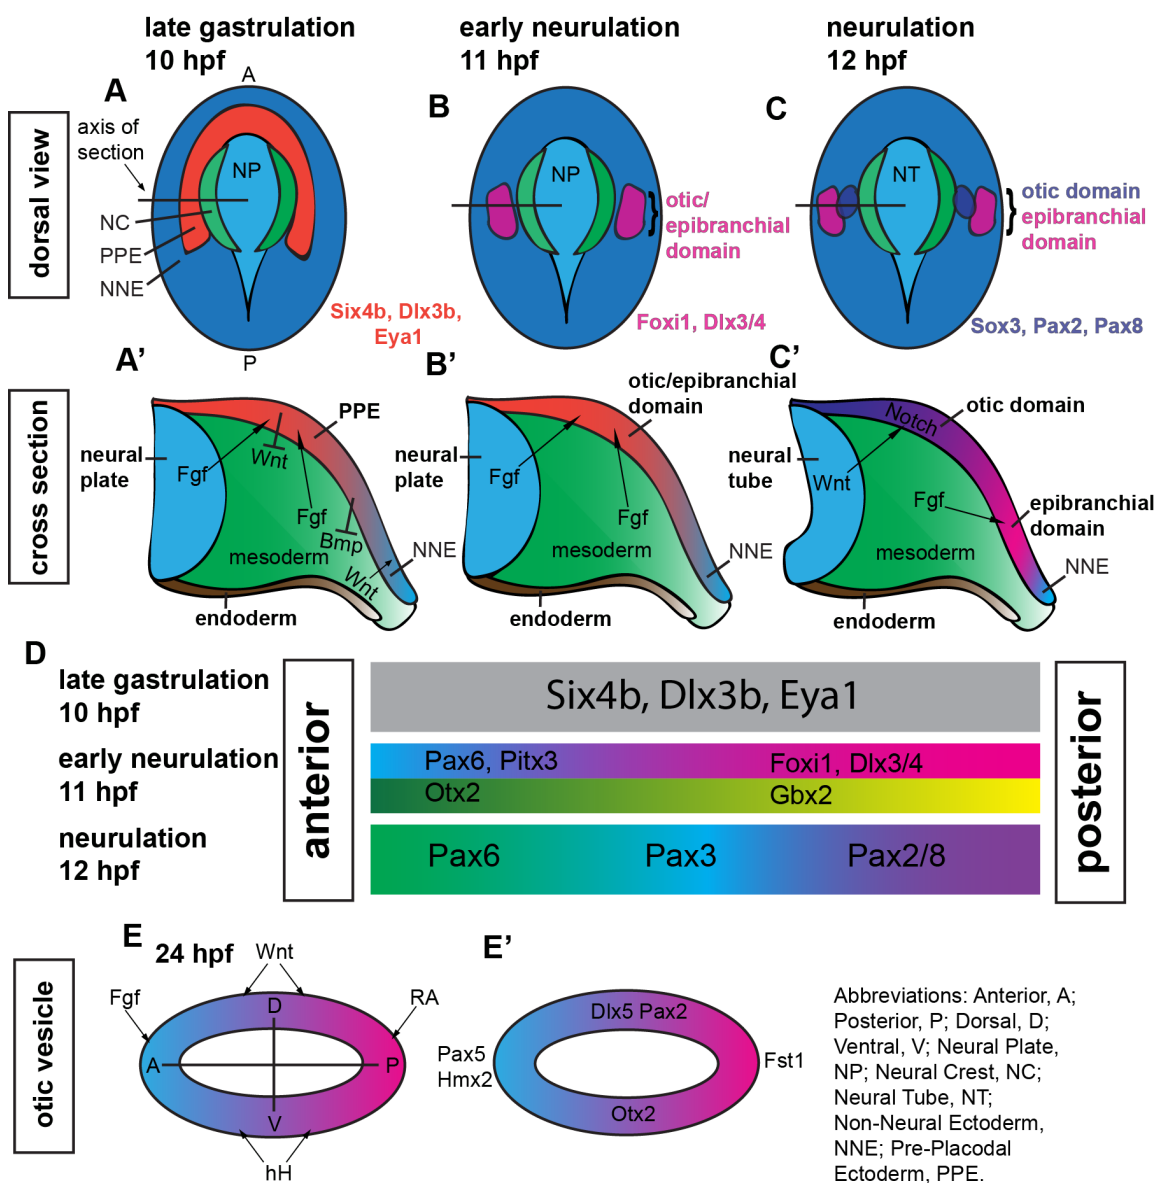 late gastrulation
10 hpf
early neurulation
11 hpf
neurulation
12 hpf
dorsal view
A
A
axis of
section
NP
NC
PPE
NNE
P
Six4b, Dlx3b,
Eya1
B
NP
otic/
epibranchial
domain
Foxi1, Dlx3/4
C
NT
otic domain
epibranchial
domain
Sox3, Pax2, Pax8
cross section
A'
PPE
neural
plate
Wnt
Fgf
Fgf
Bmp
mesoderm
Wnt
NNE
endoderm
B'
otic/epibranchial
domain
neural
plate
Fgf
Fgf
mesoderm
NNE
endoderm
C'
Notch
otic domain
neural
tube
Wnt
Fgf
epibranchial
domain
mesoderm
NNE
endoderm
D
late gastrulation
10 hpf
early neurulation
11 hpf
neurulation
12 hpf
anterior
Six4b, Dlx3b, Eya1
Pax6, Pitx3
Foxi1, Dlx3/4
Otx2
Gbx2
Pax6
Pax3
Pax2/8
posterior
otic vesicle
E
24 hpf
Wnt
Fgf
RA
D
A
P
V
hH
E'
Dlx5 Pax2
Pax5
Hmx2
Fst1
Otx2
Abbreviations: Anterior, A;
Posterior, P; Dorsal, D;
Ventral, V; Neural Plate,
NP; Neural Crest, NC;
Neural Tube, NT;
Non-Neural Ectoderm,
NNE; Pre-Placodal
Ectoderm, PPE.